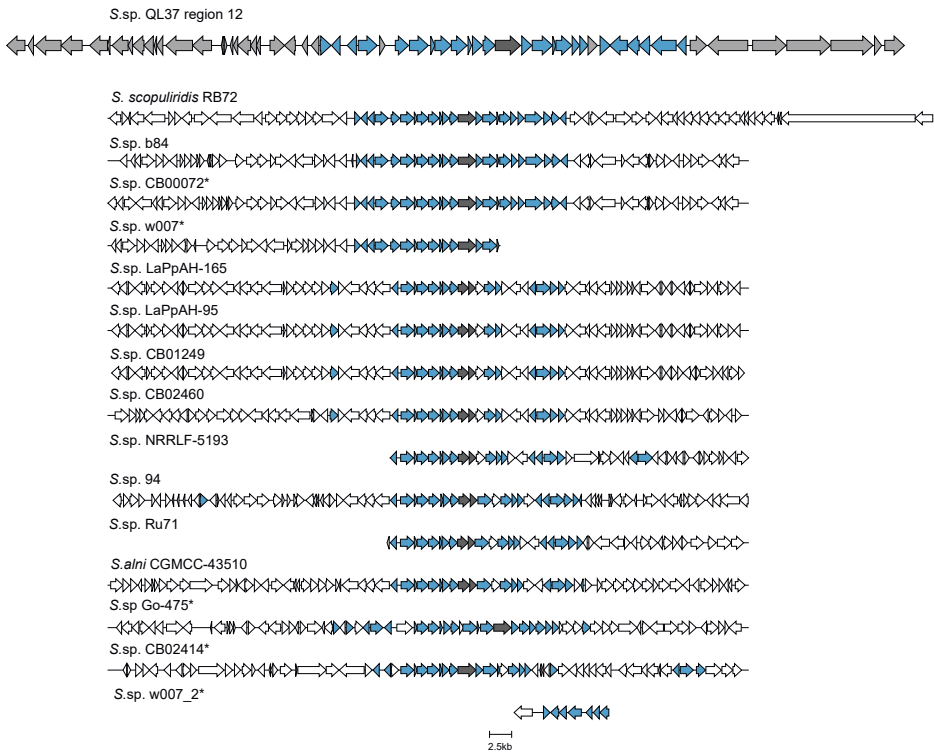 S.sp. QL37 region 12
S. scopuliridis RB72
S.sp. b84
S.sp. CB00072*
S.sp. w007*
S.sp. LaPpAH-165
S.sp. LaPpAH-95
S.sp. CB01249
S.sp. CB02460
S.sp. NRRLF-5193
S.sp. 94
S.sp. Ru71
S.alni CGMCC-43510
S.sp Go-475*
S.sp. CB02414*
S.sp. w007_2*
2.5kb